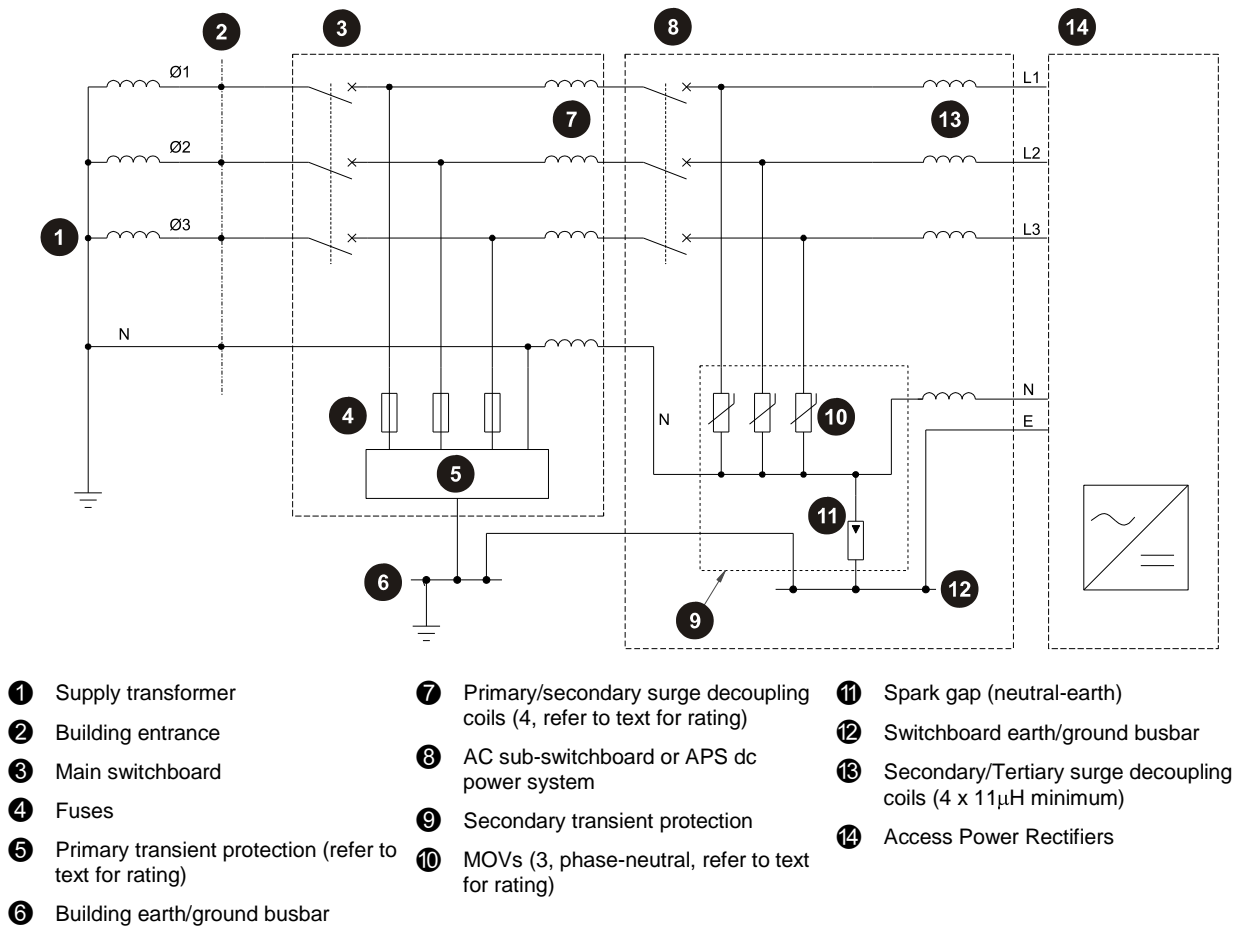 2
3
8
14
Ø1
L1
7
13
Ø2
L2
1
Ø3
L3
N
N
4
N
10
E
5
11
6
12
9
1 Supply transformer
2 Building entrance
3 Main switchboard
4 Fuses
5 Primary transient protection (refer to
text for rating)
6 Building earth/ground busbar
7 Primary/secondary surge decoupling
coils (4, refer to text for rating)
8 AC sub-switchboard or APS dc
power system
9 Secondary transient protection
10 MOVs (3, phase-neutral, refer to text
for rating)
11 Spark gap (neutral-earth)
12 Switchboard earth/ground busbar
13 Secondary/Tertiary surge decoupling
coils (4 x 11μH minimum)
14 Access Power Rectifiers